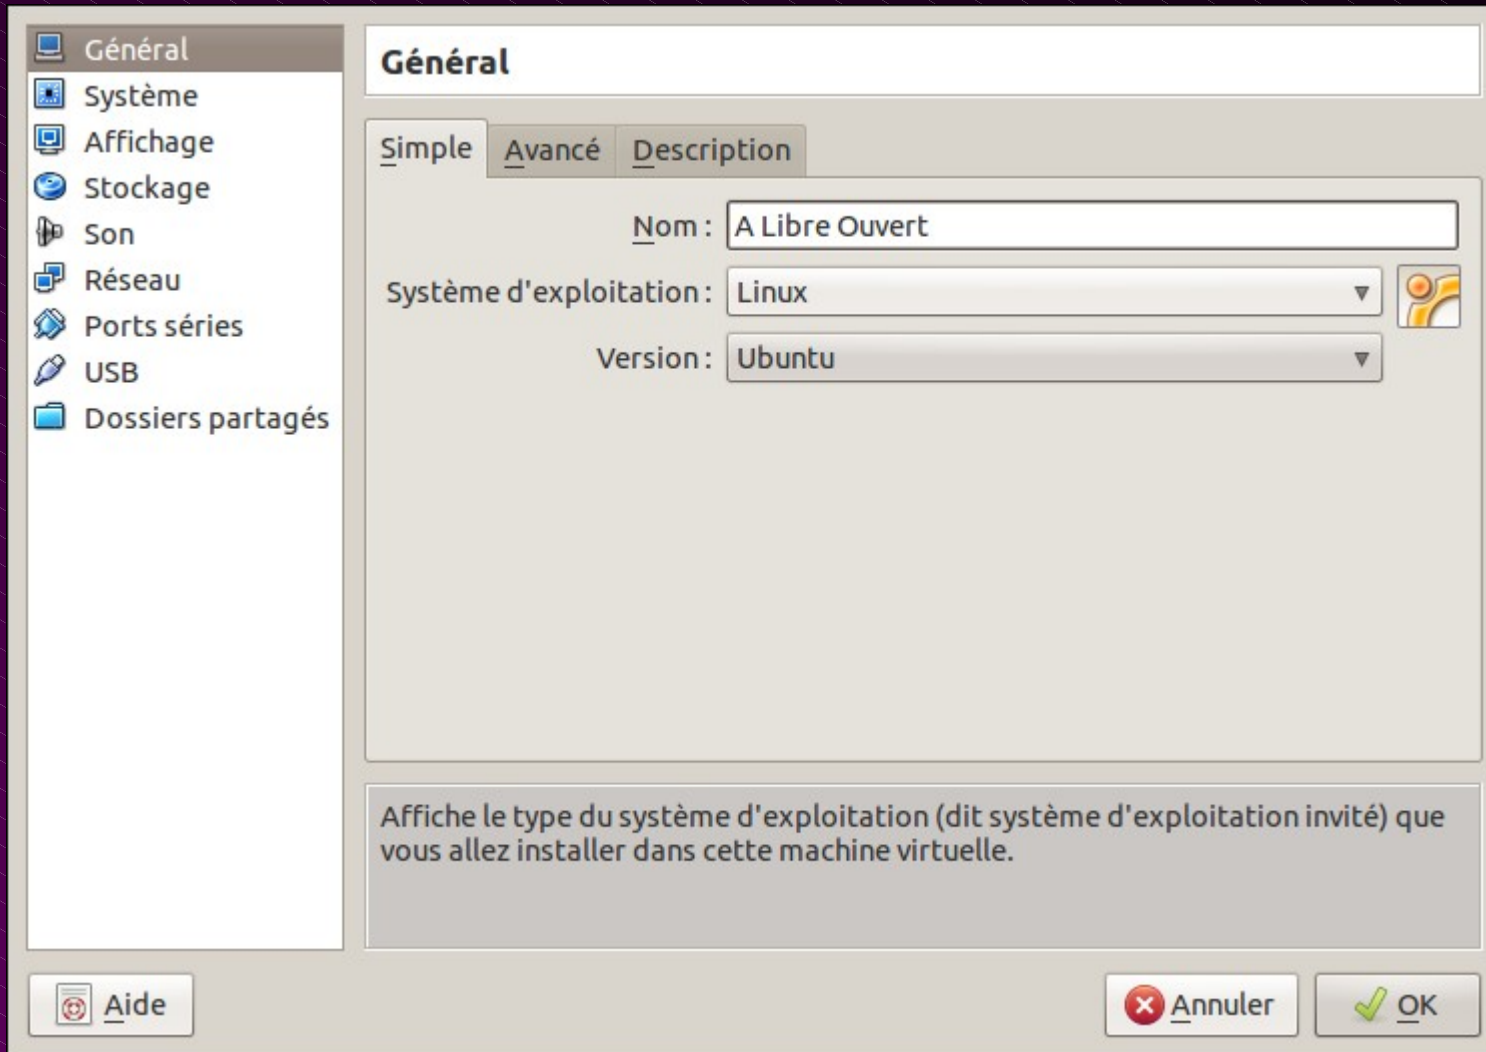 Général
Système
Affichage
Stockage
Son
Réseau
Ports séries
USB
Dossiers partagés
Général
Simple Avancé Description
Nom : A Libre Ouvert
Système d'exploitation : Linux
Version : Ubuntu
Affiche le type du système d'exploitation (dit système d'exploitation invité) que
vous allez installer dans cette machine virtuelle.
Aide Annuler OK